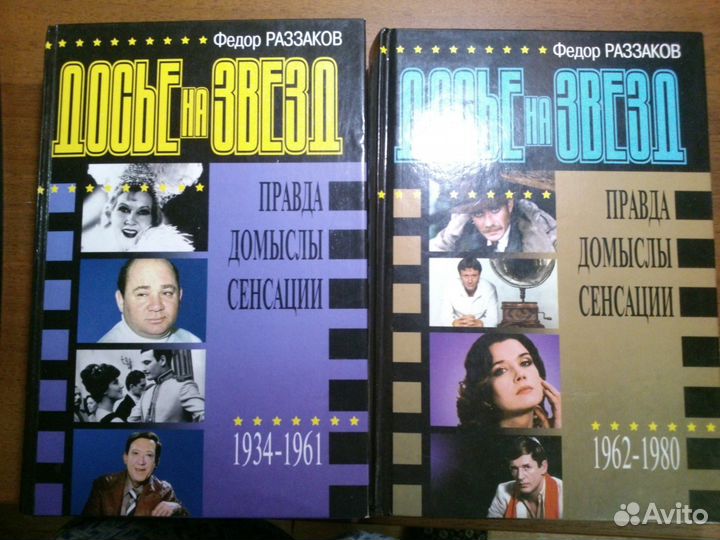 Федор РАЗЗАКОВ
ДОСЬЕ НА ЗВЕЗД
ПРАВДА
ДОМЫСЛЫ
СЕНСАЦИИ
1934-1961
Федор РАЗЗАКОВ
ДОСЬЕ НА ЗВЕЗД
ПРАВДА
ДОМЫСЛЫ
СЕНСАЦИИ
1962-1980
Avito